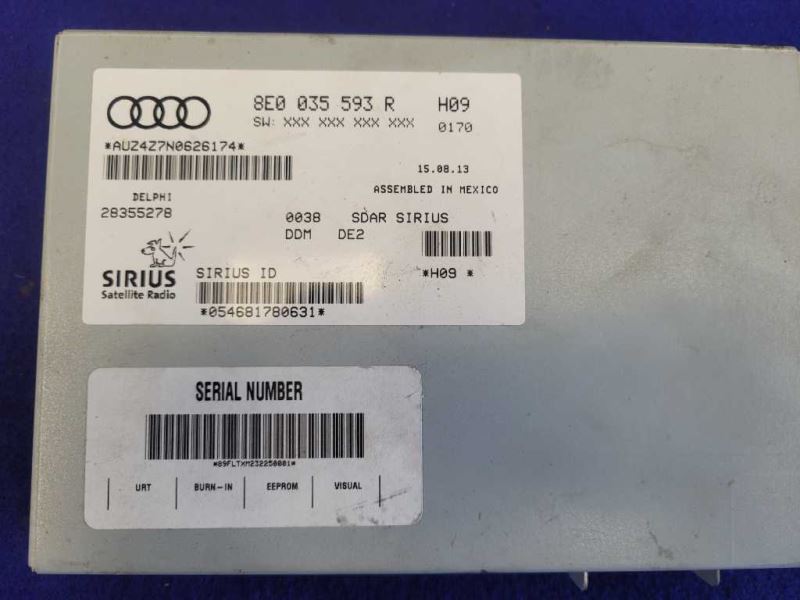 8E0 035 593 R H09
SW: XXX XXX XXX XXX 0170
*AUZ4Z7N0626174*
15.08.13
ASSEMBLED IN MEXICO
DELPHI
28355278
0038 SDAR SIRIUS
DDM DE2
SIRIUS
Satellite Radio
SIRIUS ID
*H09 *
*054681780631*
SERIAL NUMBER
*89FLTXM232250001*
URT BURN-IN EEPROM VISUAL